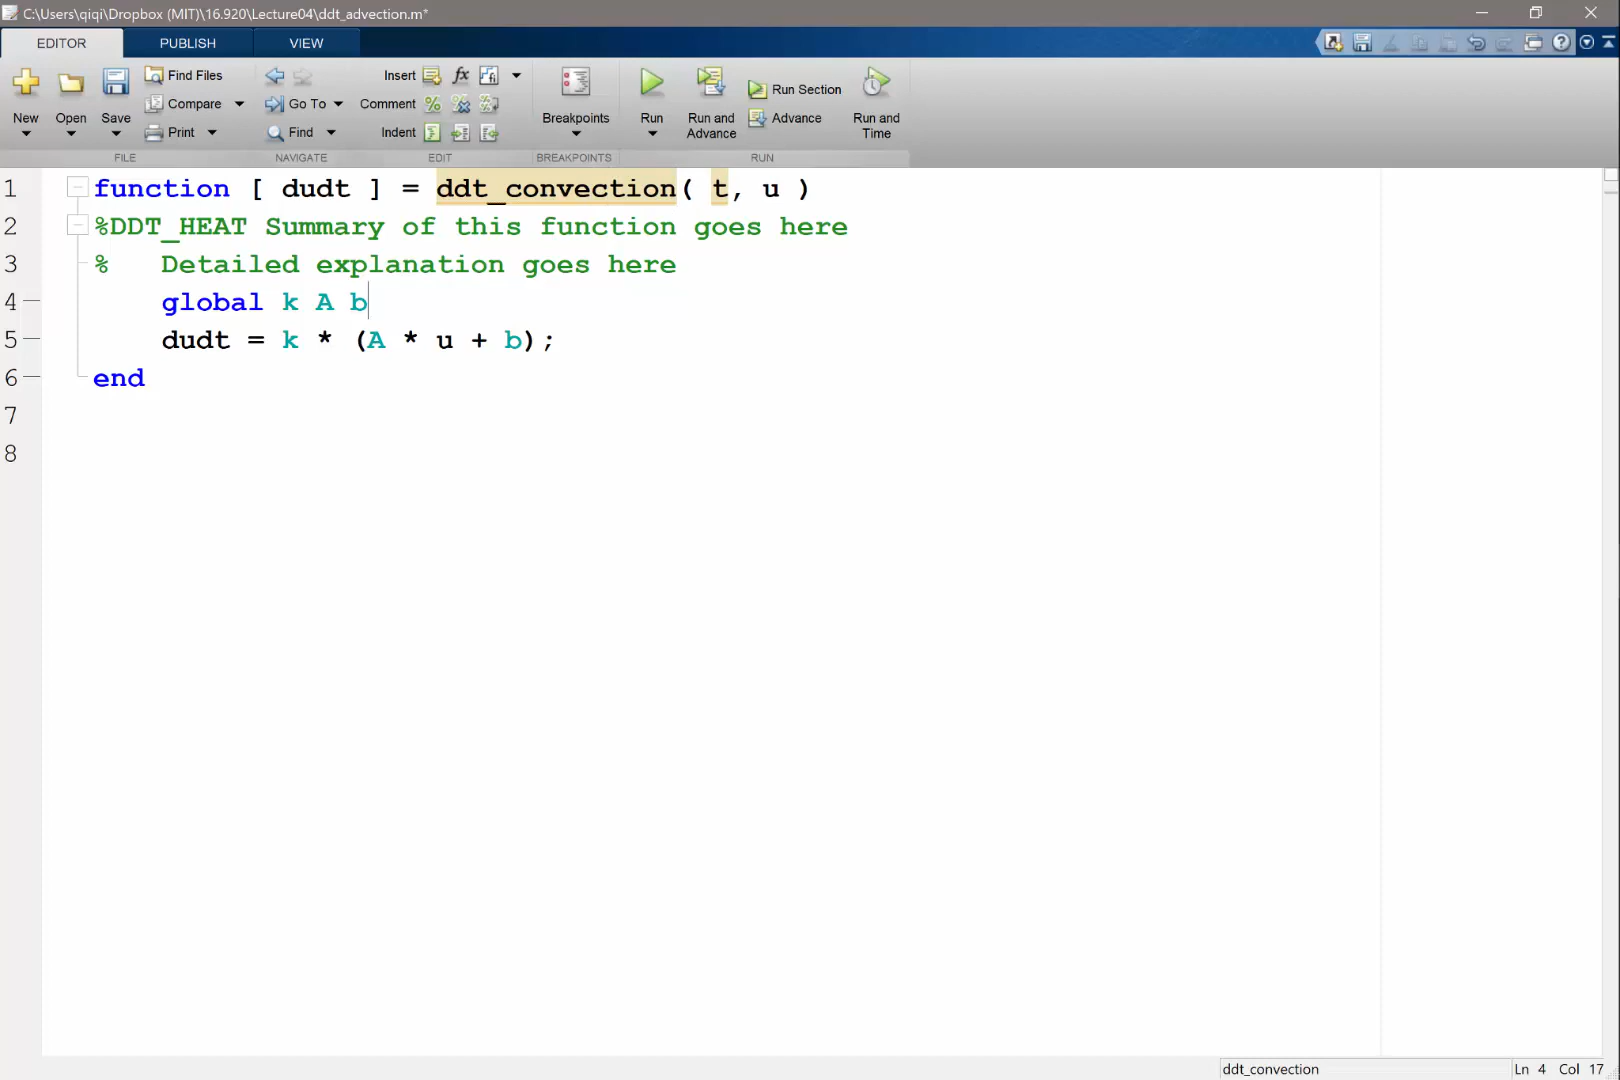 C:\Users\qiqi\Dropbox (MIT)\16.920\Lecture04\ddt_advection.m*
EDITOR PUBLISH VIEW
New Open Save
Find Files
Compare
Print
Go To
Find
Insert
Comment
Indent
Breakpoints
Run
Run and Advance
Run Section
Advance
Run and Time
FILE NAVIGATE EDIT BREAKPOINTS RUN
1 function [ dudt ] = ddt_convection( t, u )
2 %DDT_HEAT Summary of this function goes here
3 % Detailed explanation goes here
4 global k A b
5 dudt = k * (A * u + b);
6 end
7
8
ddt_convection Ln 4 Col 17